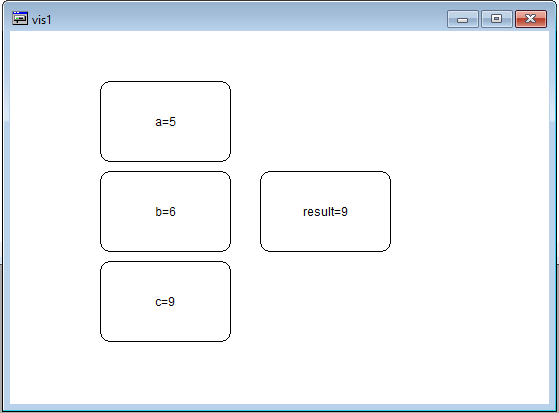 vis1
a=5
b=6
result=9
c=9